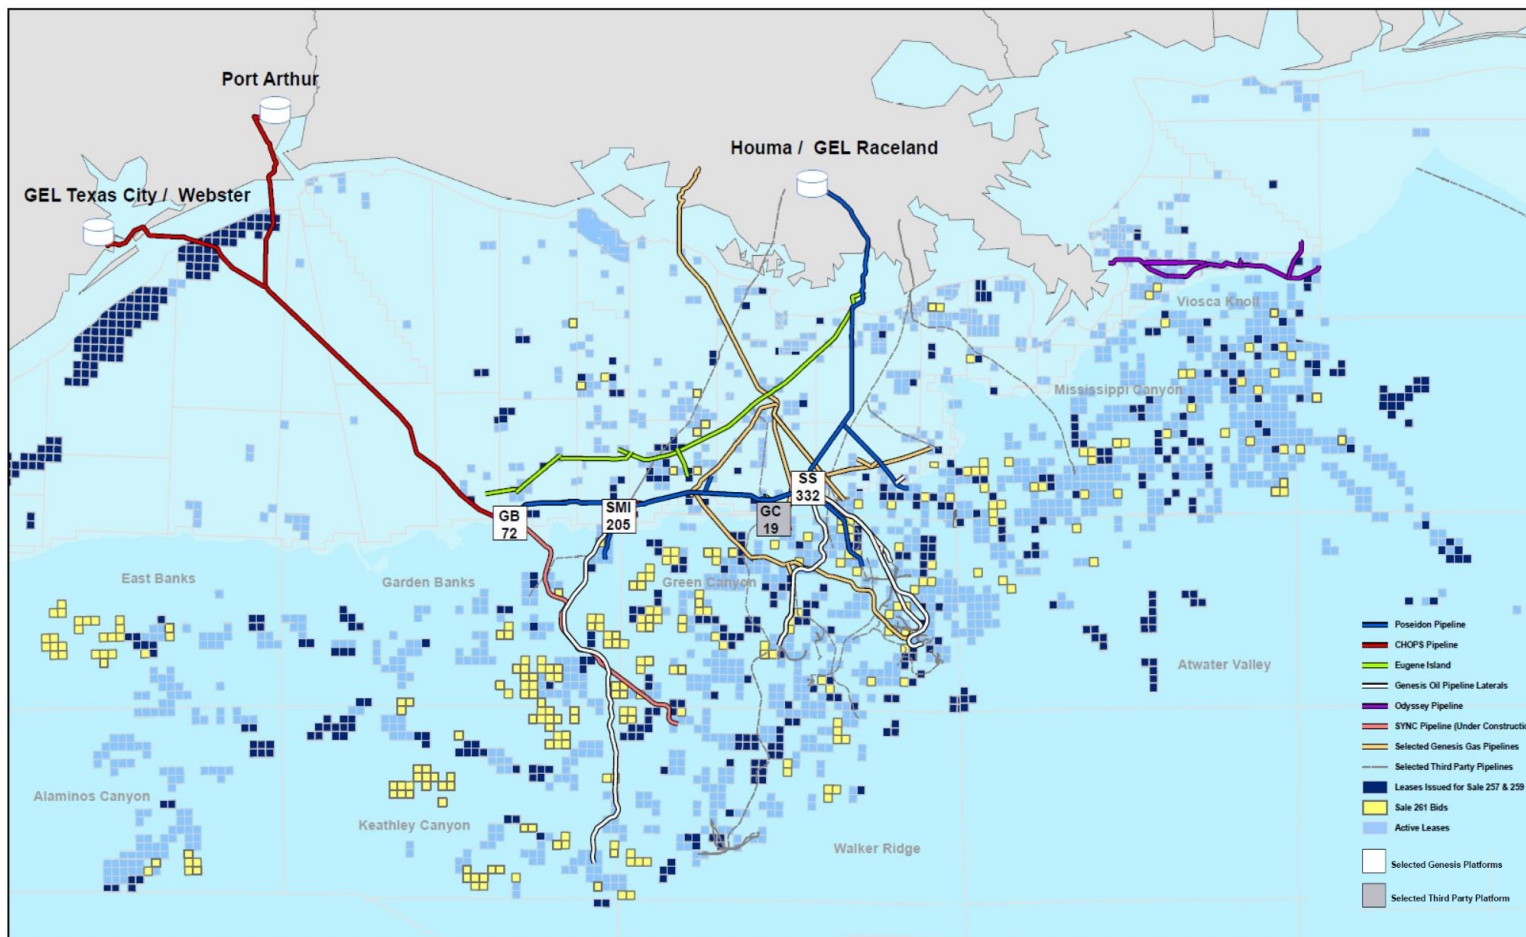 Port Arthur
Houma / GEL Raceland
GEL Texas City / Webster
Viosca Knoll
Mississippi Canyon
SS
332
SMI
205
GB
72
GC
19
East Banks
Garden Banks
Green Canyon
Atwater Valley
Alaminos Canyon
Keathley Canyon
Walker Ridge
Poseidon Pipeline
CHOPS Pipeline
Eugene Island
Genesis Oil Pipeline Laterals
Odyssey Pipeline
SYNC Pipeline (Under Constructio
Selected Genesis Gas Pipelines
Selected Third Party Pipelines
Leases Issued for Sale 257 & 259
Sale 261 Bids
Active Leases
Selected Genesis Platforms
Selected Third Party Platform